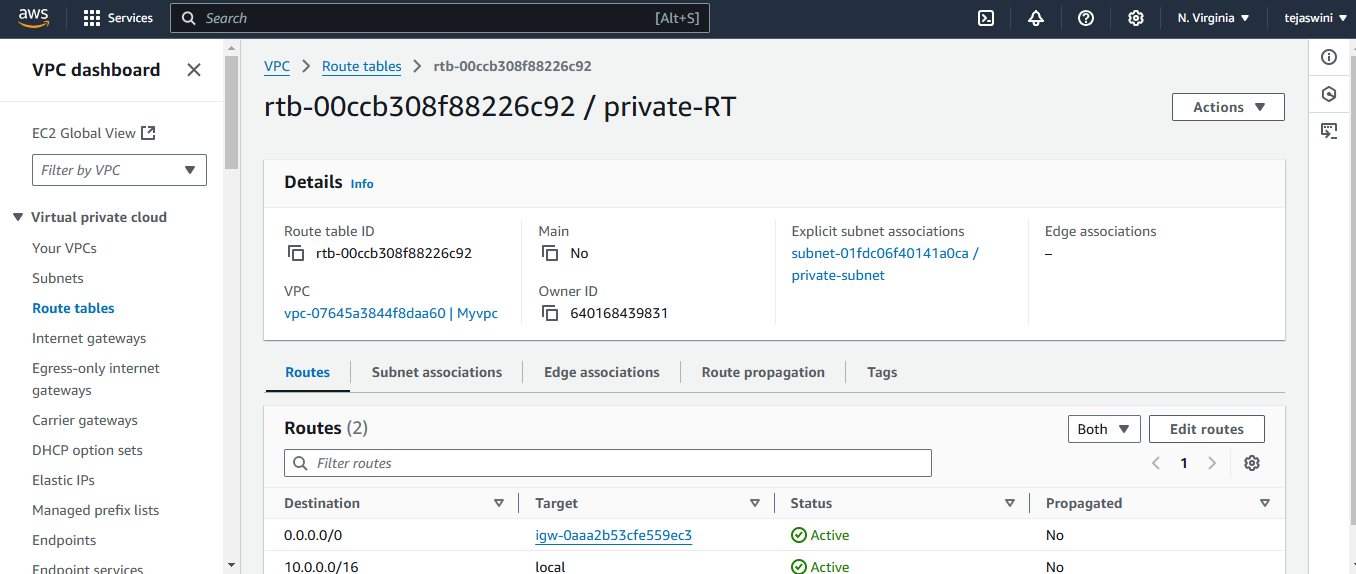 aws
Services
Search
[Alt+S]
N. Virginia
tejaswini
VPC dashboard
EC2 Global View
Filter by VPC
Virtual private cloud
Your VPCs
Subnets
Route tables
Internet gateways
Egress-only internet
gateways
Carrier gateways
DHCP option sets
Elastic IPs
Managed prefix lists
Endpoints
Endpoint services
VPC
Route tables
rtb-00ccb308f88226c92
rtb-00ccb308f88226c92 / private-RT
Actions
Details Info
Route table ID
rtb-00ccb308f88226c92
Main
No
Explicit subnet associations
subnet-01fdc06f40141a0ca /
private-subnet
Edge associations
–
VPC
vpc-07645a3844f8daa60 | Myvpc
Owner ID
640168439831
Routes
Subnet associations
Edge associations
Route propagation
Tags
Routes (2)
Both
Edit routes
Filter routes
1
Destination Target Status Propagated
0.0.0.0/0 igw-0aaa2b53cfe559ec3 Active No
10.0.0.0/16 local Active No